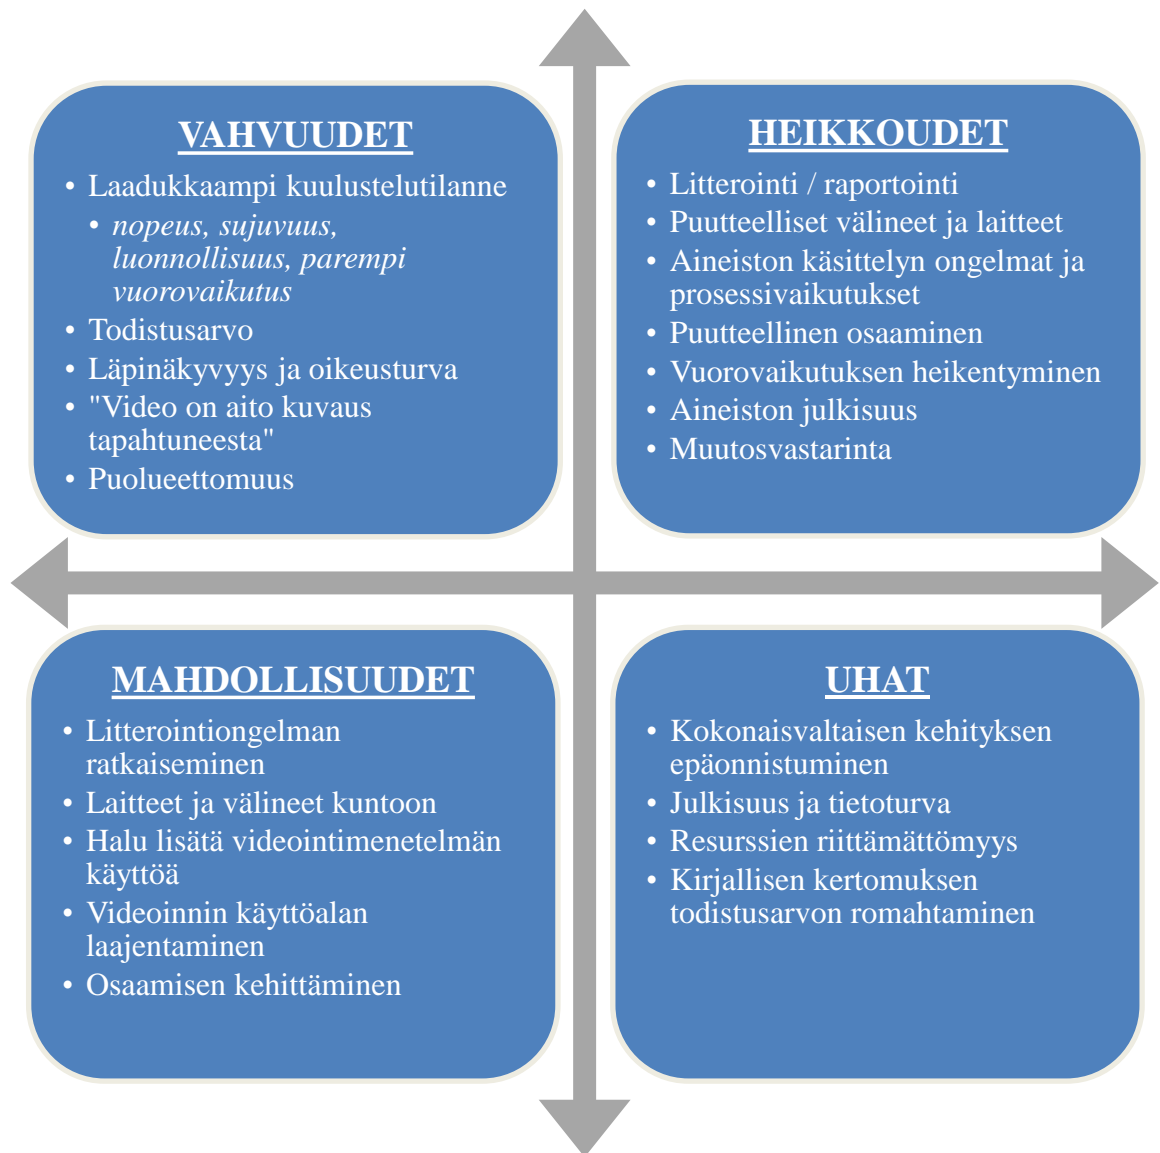 VAHVUUDET
• Laadukkaampi kuulustelutilanne
• nopeus, sujuvuus,
luonnollisuus, parempi
vuorovaikutus
• Todistusarvo
• Läpinäkyvyys ja oikeusturva
• "Video on aito kuvaus
tapahtuneesta"
• Puolueettomuus
HEIKKOUDET
• Litterointi / raportointi
• Puutteelliset välineet ja laitteet
• Aineiston käsittelyn ongelmat ja
prosessivaikutukset
• Puutteellinen osaaminen
• Vuorovaikutuksen heikentyminen
• Aineiston julkisuus
• Muutosvastarinta
MAHDOLLISUUDET
• Litterointiongelman
ratkaiseminen
• Laitteet ja välineet kuntoon
• Halu lisätä videointimenetelmän
käyttöä
• Videoinnin käyttöalan
laajentaminen
• Osaamisen kehittäminen
UHAT
• Kokonaisvaltaisen kehityksen
epäonnistuminen
• Julkisuus ja tietoturva
• Resurssien riittämättömyys
• Kirjallisen kertomuksen
todistusarvon romahtaminen